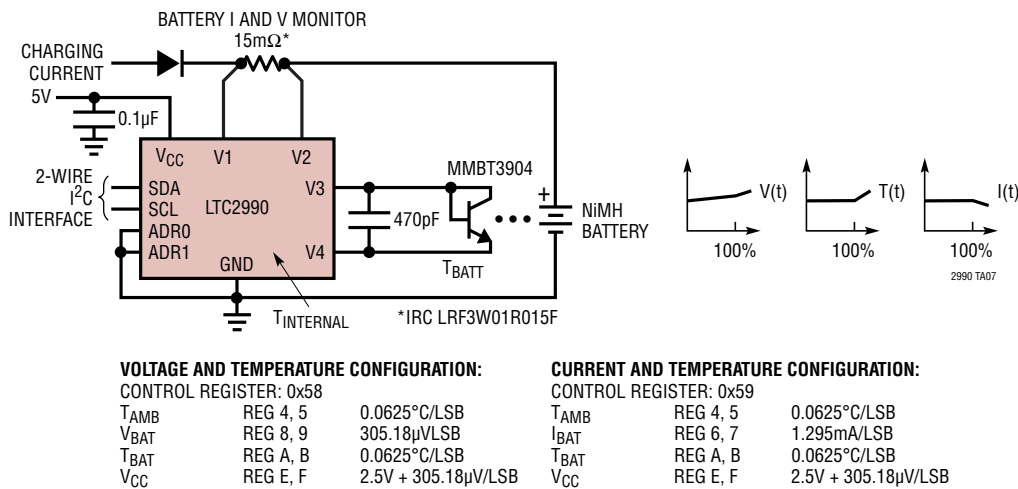 BATTERY I AND V MONITOR
15mΩ*
CHARGING
CURRENT
5V
0.1µF
VCC
V1
V2
2-WIRE
I2C
INTERFACE
SDA
SCL
ADR0
ADR1
LTC2990
GND
V3
V4
470pF
MMBT3904
TBATT
+
NiMH
BATTERY
TINTERNAL
*IRC LRF3W01R015F
V(t)
100%
T(t)
100%
I(t)
100%
2990 TA07
VOLTAGE AND TEMPERATURE CONFIGURATION:
CONTROL REGISTER: 0x58
TAMB REG 4, 5 0.0625°C/LSB
VBAT REG 8, 9 305.18µVLSB
TBAT REG A, B 0.0625°C/LSB
VCC REG E, F 2.5V + 305.18µV/LSB
CURRENT AND TEMPERATURE CONFIGURATION:
CONTROL REGISTER: 0x59
TAMB REG 4, 5 0.0625°C/LSB
IBAT REG 6, 7 1.295mA/LSB
TBAT REG A, B 0.0625°C/LSB
VCC REG E, F 2.5V + 305.18µV/LSB